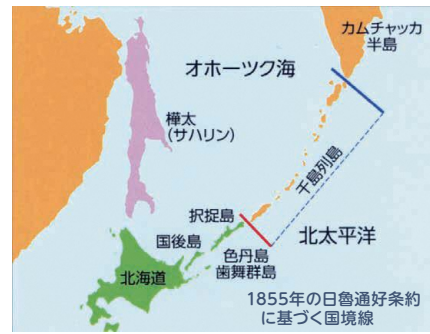 カムチャッカ
半島
オホーツク海
樺太
(サハリン)
千島列島
択捉島
北太平洋
国後島
色丹島
歯舞群島
北海道
1855年の日魯通好条約
に基づく国境線